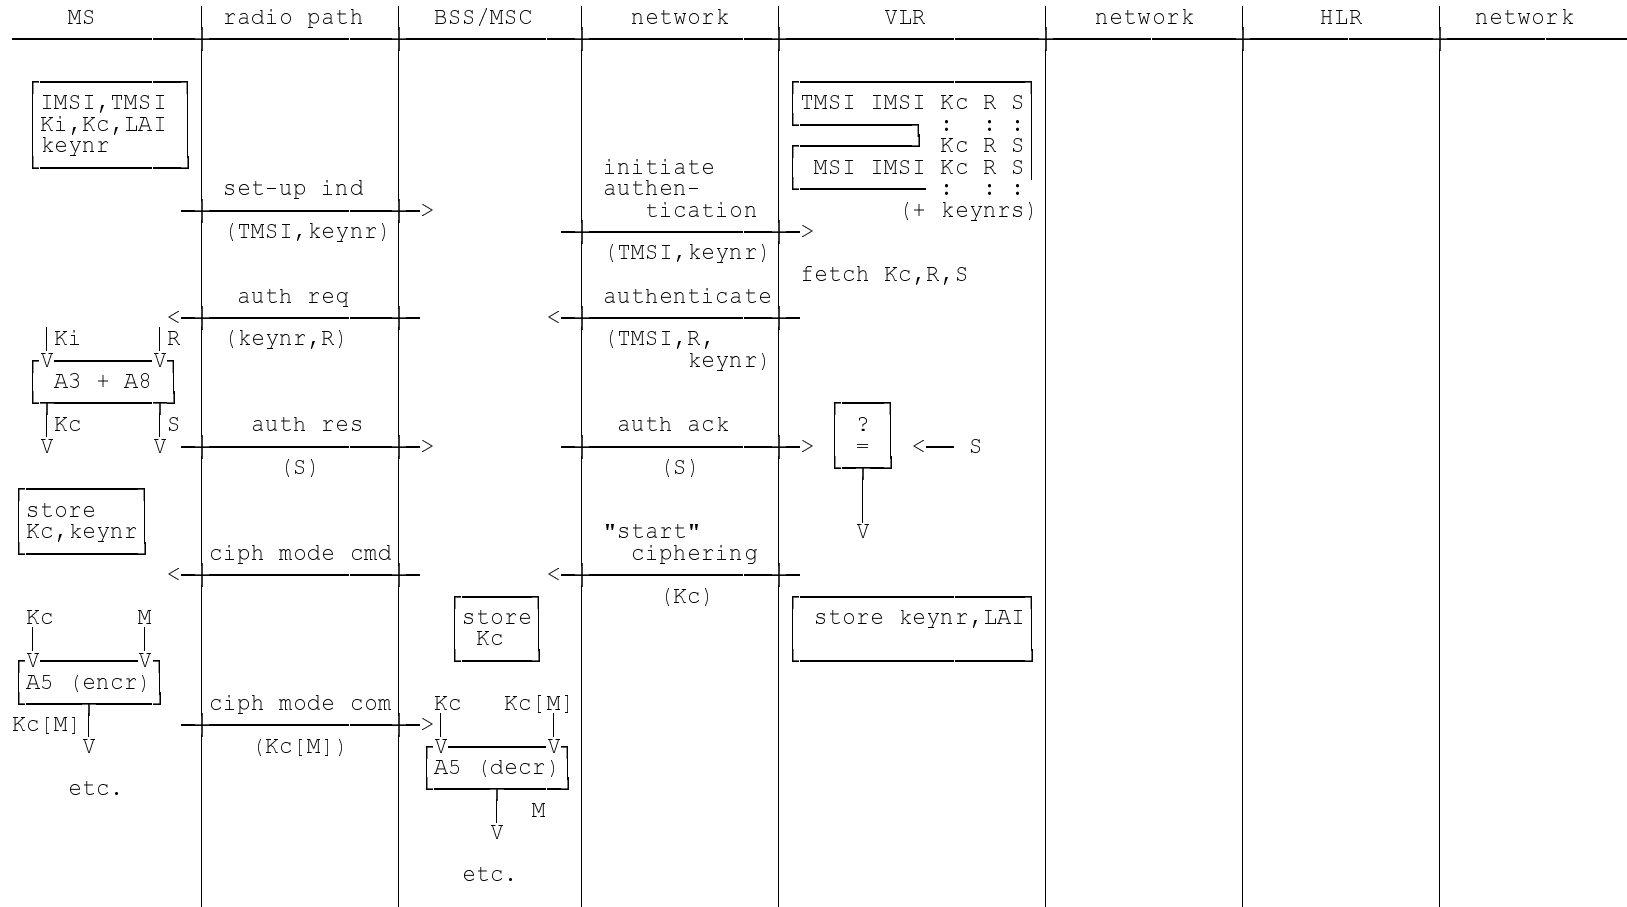 MS radio path BSS/MSC network VLR network HLR network
IMSI,TMSI TMSI IMSI Kc R S
Ki,Kc,LAI : : :
keynr Kc R S
initiate MSI IMSI Kc R S
set-up ind authen- : : :
> tication (+ keynrs)
(TMSI,keynr) >
(TMSI,keynr)
fetch Kc,R,S
auth req authenticate
< <
Ki R (keynr,R) (TMSI,R,
V V keynr)
A3 + A8
Kc S auth res auth ack ?
V V > > = < S
(S) (S)
store
Kc,keynr "start" V
ciph mode cmd ciphering
< <
(Kc)
Kc M store store keynr,LAI
Kc
V V
A5 (encr)
ciph mode com Kc Kc[M]
Kc[M] >
V (Kc[M]) V V
A5 (decr)
etc.
M
V
etc.